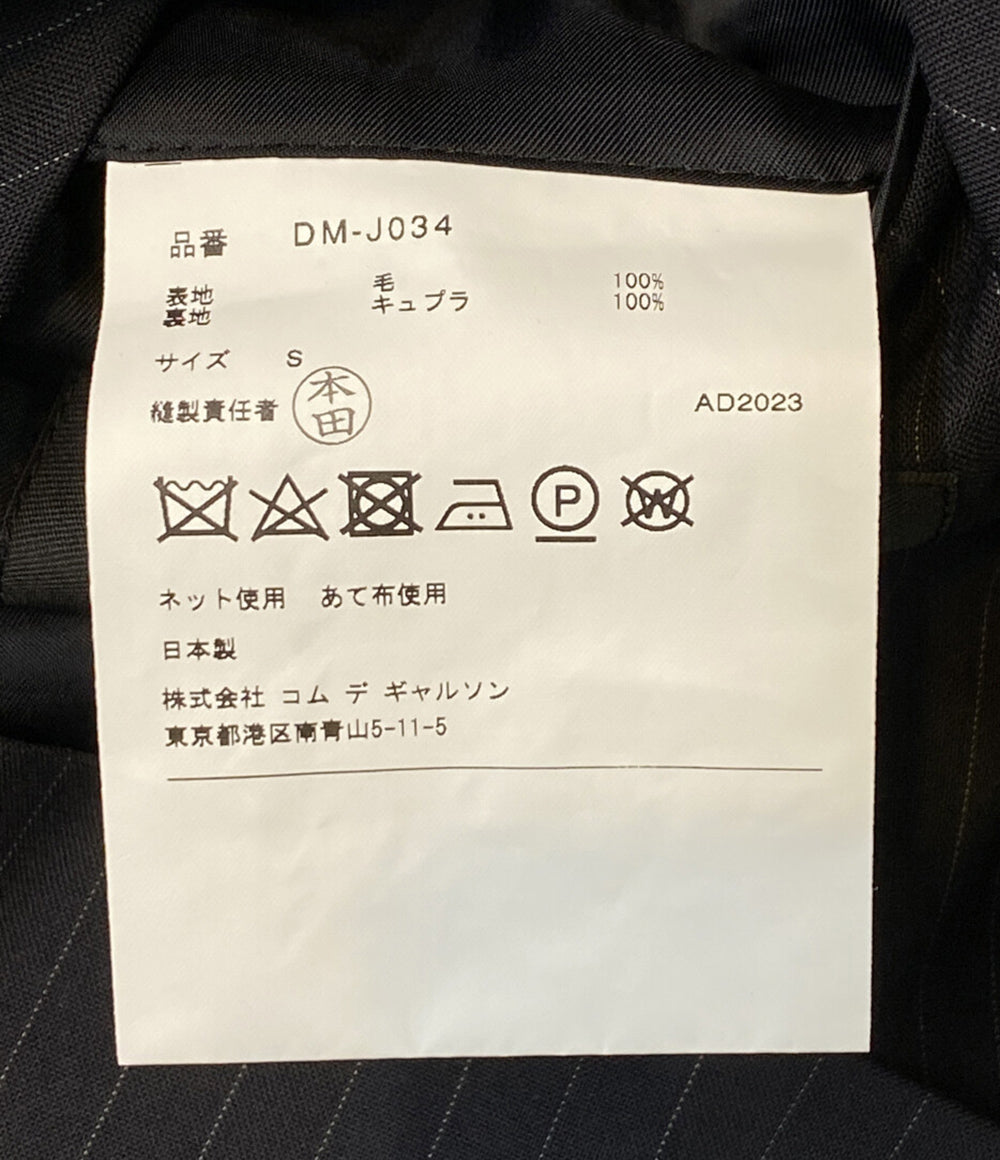 品番 DM-J034
表地 毛 100%
裏地 キュプラ 100%
サイズ S
縫製責任者 本田 AD2023
P W
ネット使用 あて布使用
日本製
株式会社 コム デ ギャルソン
東京都港区南青山5-11-5